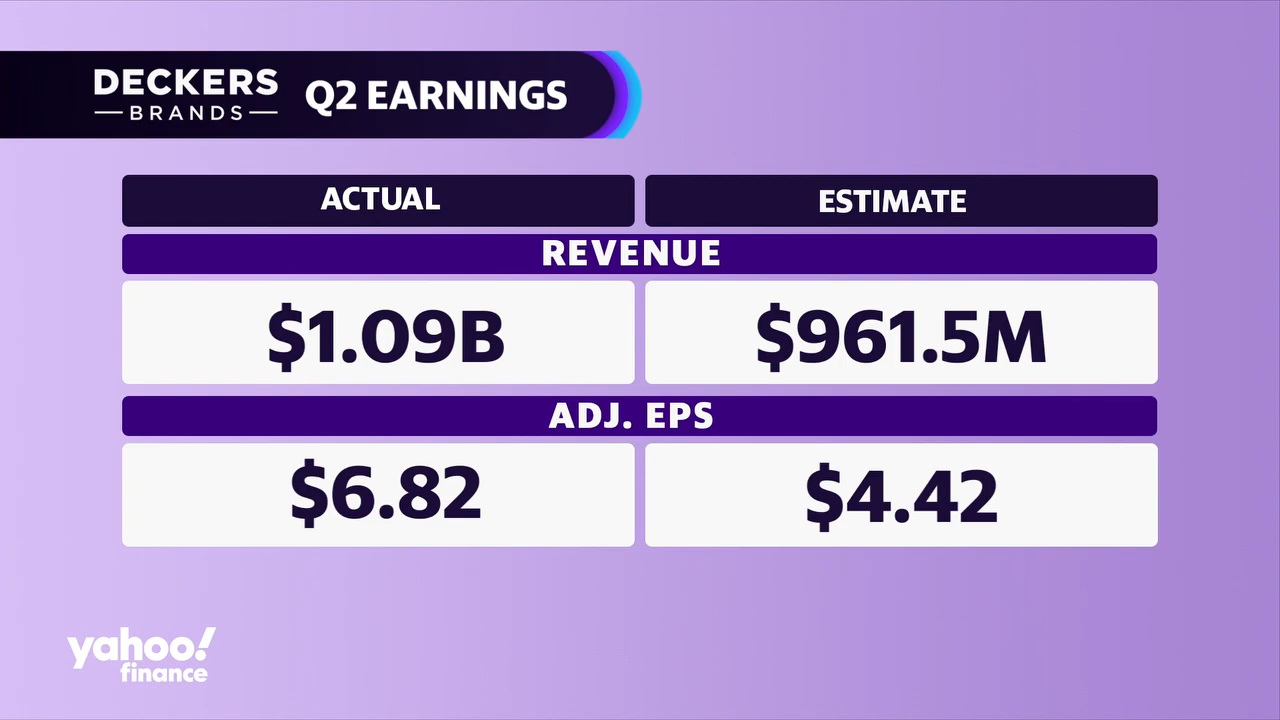 DECKERS
BRANDS
Q2 EARNINGS
ACTUAL
ESTIMATE
REVENUE
$1.09B
$961.5M
ADJ. EPS
$6.82
$4.42
yahoo!
finance